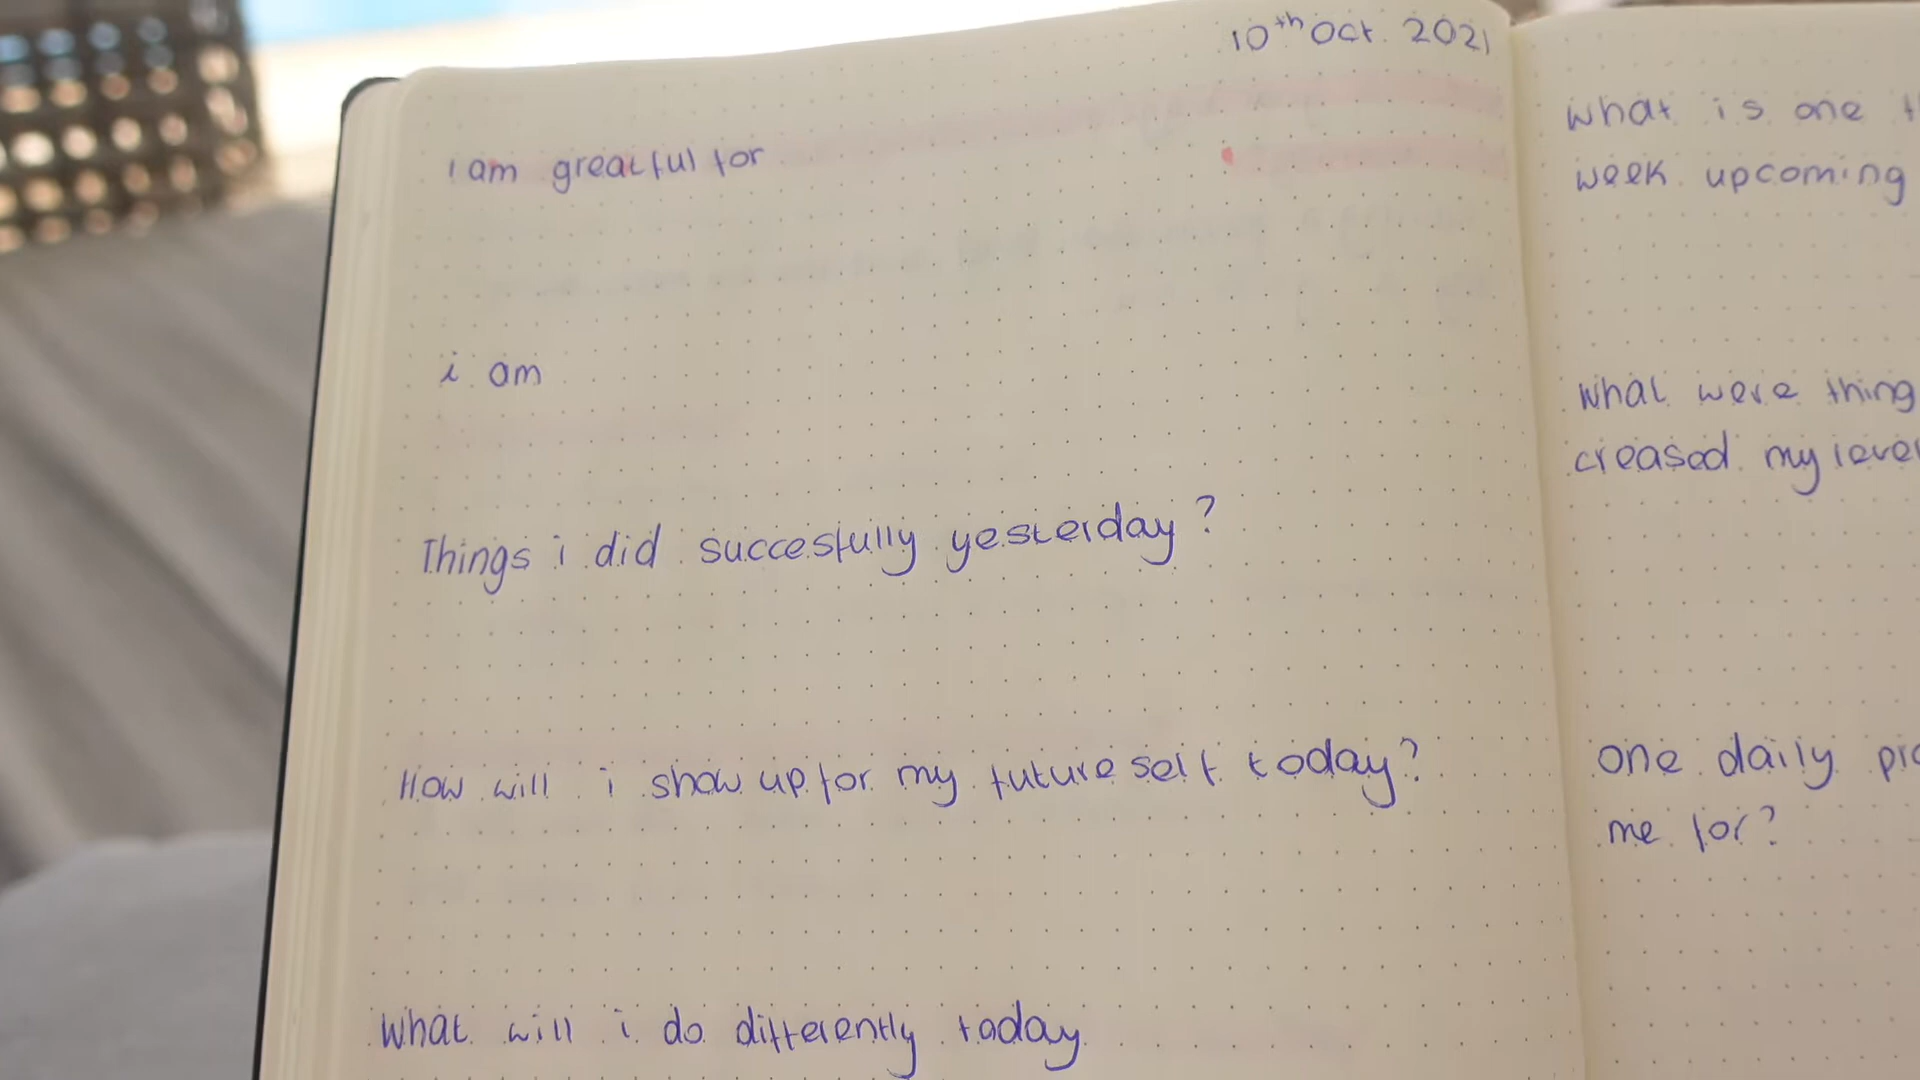 10th Oct. 2021
i am greatful for
i am
Things i did succesfully yesterday?
How will i show up for my future self today?
What will i do differently today
what is one
week upcoming
what were thing
creased my level
one daily
me for?